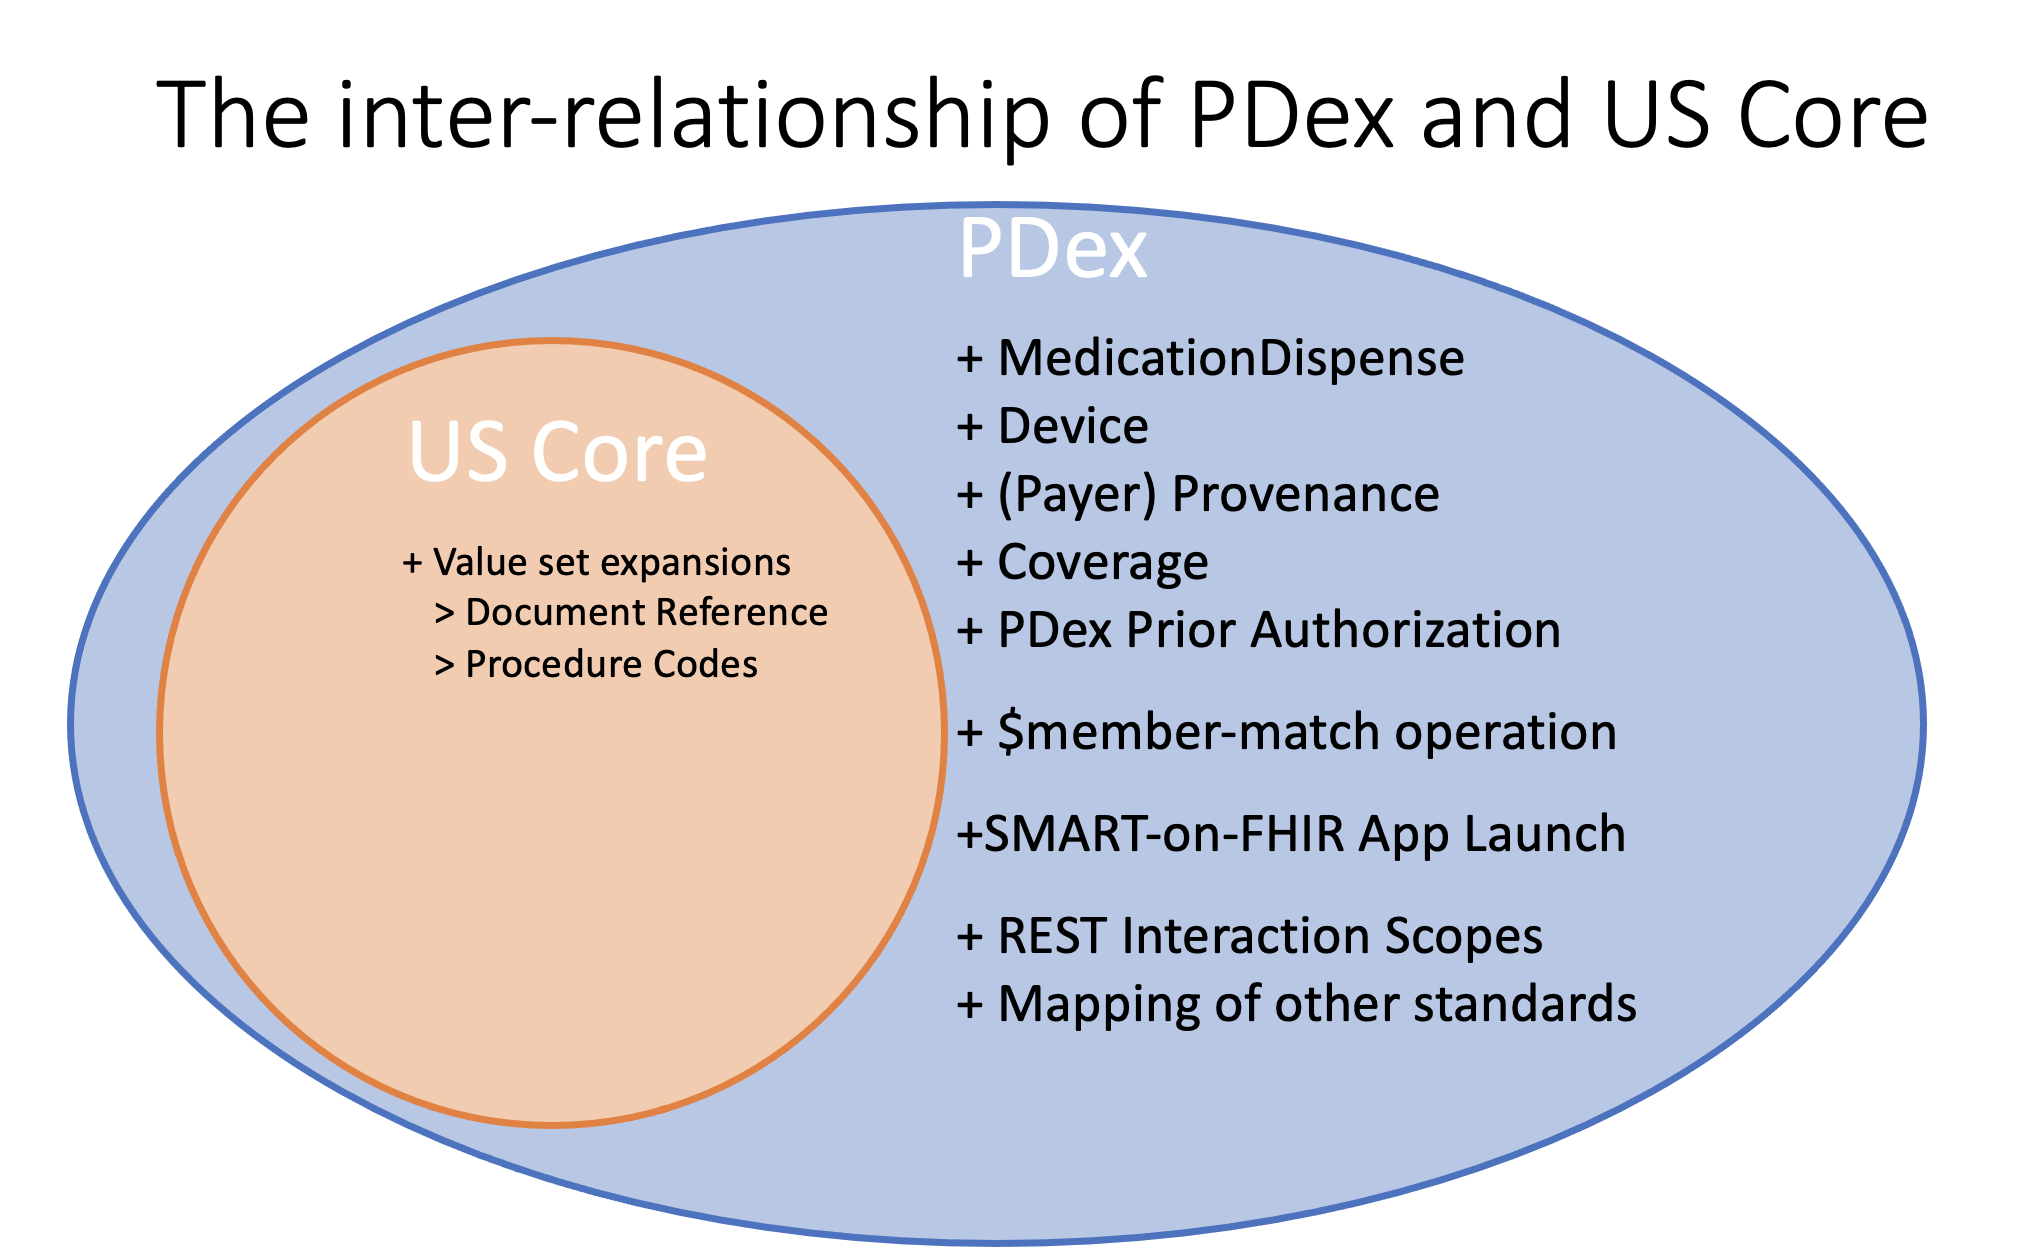 The inter-relationship of PDex and US Core
PDex
+ MedicationDispense
+ Device
+ (Payer) Provenance
+ Coverage
+ PDex Prior Authorization
+ $member-match operation
+SMART-on-FHIR App Launch
+ REST Interaction Scopes
+ Mapping of other standards
US Core
+ Value set expansions
> Document Reference
> Procedure Codes